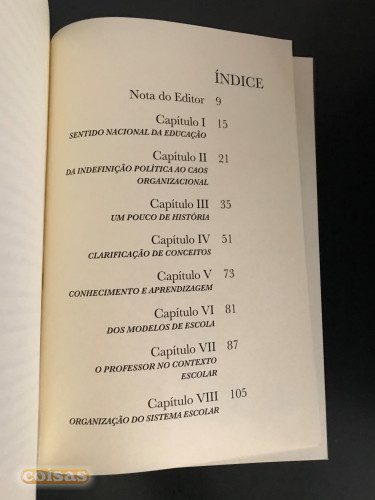 ÍNDICE
Nota do Editor 9
Capítulo I 15
SENTIDO NACIONAL DA EDUCAÇÃO
Capítulo II 21
DA INDEFINIÇÃO POLÍTICA AO CAOS
ORGANIZACIONAL
Capítulo III 35
UM POUCO DE HISTÓRIA
Capítulo IV 51
CLARIFICAÇÃO DE CONCEITOS
Capítulo V 73
CONHECIMENTO E APRENDIZAGEM
Capítulo VI 81
DOS MODELOS DE ESCOLA
Capítulo VII 87
O PROFESSOR NO CONTEXTO
ESCOLAR
Capítulo VIII 105
ORGANIZAÇÃO DO SISTEMA ESCOLAR
coisas